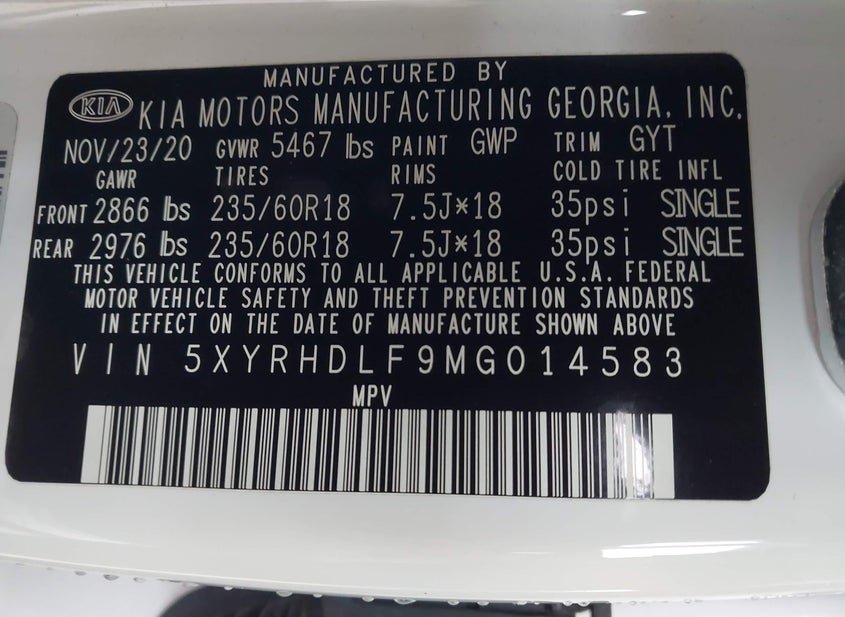 MANUFACTURED BY
KIA KIA MOTORS MANUFACTURING GEORGIA, INC.
NOV/23/20 GVWR 5467 lbs PAINT GWP TRIM GYT
GAWR TIRES RIMS COLD TIRE INFL
FRONT 2866 lbs 235/60R18 7.5J*18 35psi SINGLE
REAR 2976 lbs 235/60R18 7.5J*18 35psi SINGLE
THIS VEHICLE CONFORMS TO ALL APPLICABLE U.S.A. FEDERAL
MOTOR VEHICLE SAFETY AND THEFT PREVENTION STANDARDS
IN EFFECT ON THE DATE OF MANUFACTURE SHOWN ABOVE
VIN 5XYRHDLF9MG014583
MPV